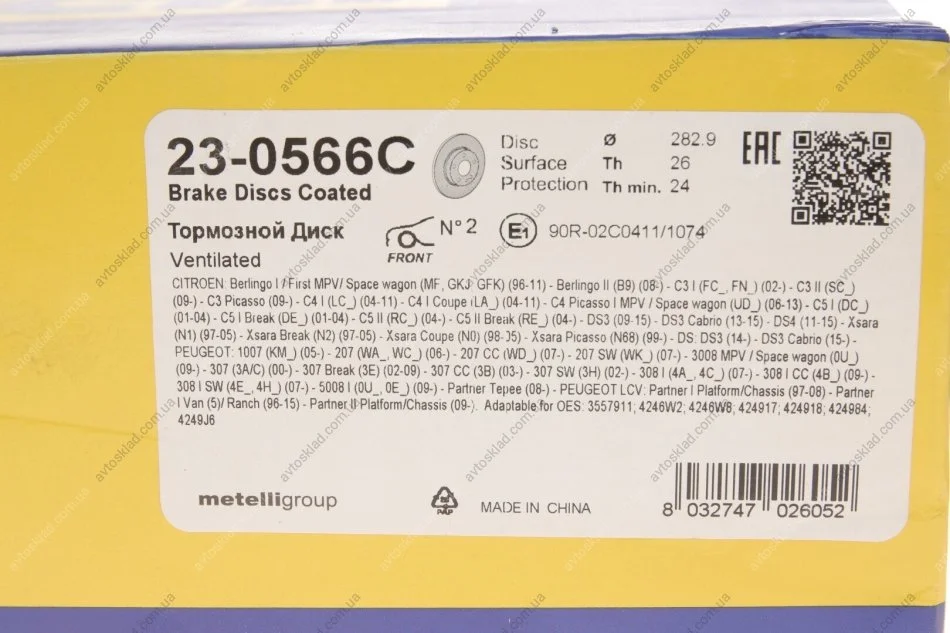 23-0566C
Brake Discs Coated
Disc Surface Protection
Ø 282.9
Th 26
Th min. 24
EAC
Тормозной Диск
Ventilated
FRONT
N° 2
E1 90R-02C0411/1074
CITROEN: Berlingo I / First MPV/ Space wagon (MF, GKJ GFK) (96-11) - Berlingo II (B9) (08-) - C3 I (FC_, FN_) (02-) - C3 II (SC_)
(09-) - C3 Picasso (09-) - C4 I (LC_) (04-11) - C4 I Coupe (LA_) (04-11) - C4 Picasso I MPV / Space wagon (UD_) (06-13) - C5 I (DC_)
(01-04) - C5 I Break (DE_) (01-04) - C5 II (RC_) (04-) - C5 II Break (RE_) (04-) - DS3 (09-15) - DS3 Cabrio (13-15) - DS4 (11-15) - Xsara
(N1) (97-05) - Xsara Break (N2) (97-05) - Xsara Coupe (N0) (98-05) - Xsara Picasso (N68) (99-) - DS: DS3 (14-) - DS3 Cabrio (15-) -
PEUGEOT: 1007 (KM_) (05-) - 207 (WA_, WC_) (06-) - 207 CC (WD_) (07-) - 207 SW (WK_) (07-) - 3008 MPV / Space wagon (0U_)
(09-) - 307 (3A/C) (00-) - 307 Break (3E) (02-09) - 307 CC (3B) (03-) - 307 SW (3H) (02-) - 308 I (4A_, 4C_) (07-) - 308 I CC (4B_) (09-) -
308 I SW (4E_, 4H_) (07-) - 5008 I (0U_, 0E_) (09-) - Partner Tepee (08-) - PEUGEOT LCV: Partner I Platform/Chassis (97-08) - Partner
I Van (5)/ Ranch (96-15) - Partner II Platform/Chassis (09-). Adaptable for OES: 3557911; 4246W2; 4246W8; 424917; 424918; 424984;
4249J6
metelligroup
PAP
MADE IN CHINA
8 032747 026052
avtosklad.com.ua